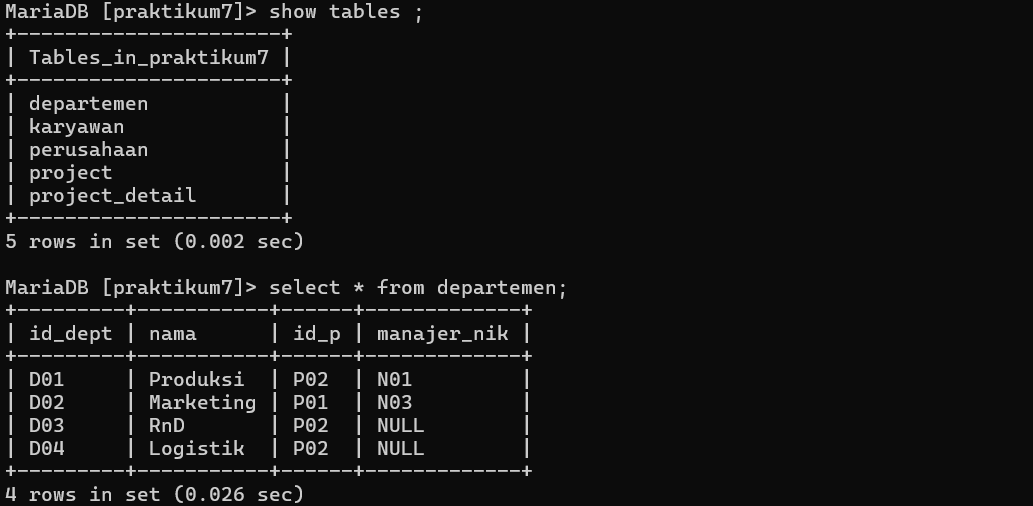 MariaDB [praktikum7]> show tables ;
+----------------------+
| Tables_in_praktikum7 |
+----------------------+
| departemen           |
| karyawan             |
| perusahaan           |
| project              |
| project_detail       |
+----------------------+
5 rows in set (0.002 sec)

MariaDB [praktikum7]> select * from departemen;
+---------+-----------+------+-------------+
| id_dept | nama      | id_p | manajer_nik |
+---------+-----------+------+-------------+
| D01     | Produksi  | P02  | N01         |
| D02     | Marketing | P01  | N03         |
| D03     | RnD       | P02  | NULL        |
| D04     | Logistik  | P02  | NULL        |
+---------+-----------+------+-------------+
4 rows in set (0.026 sec)